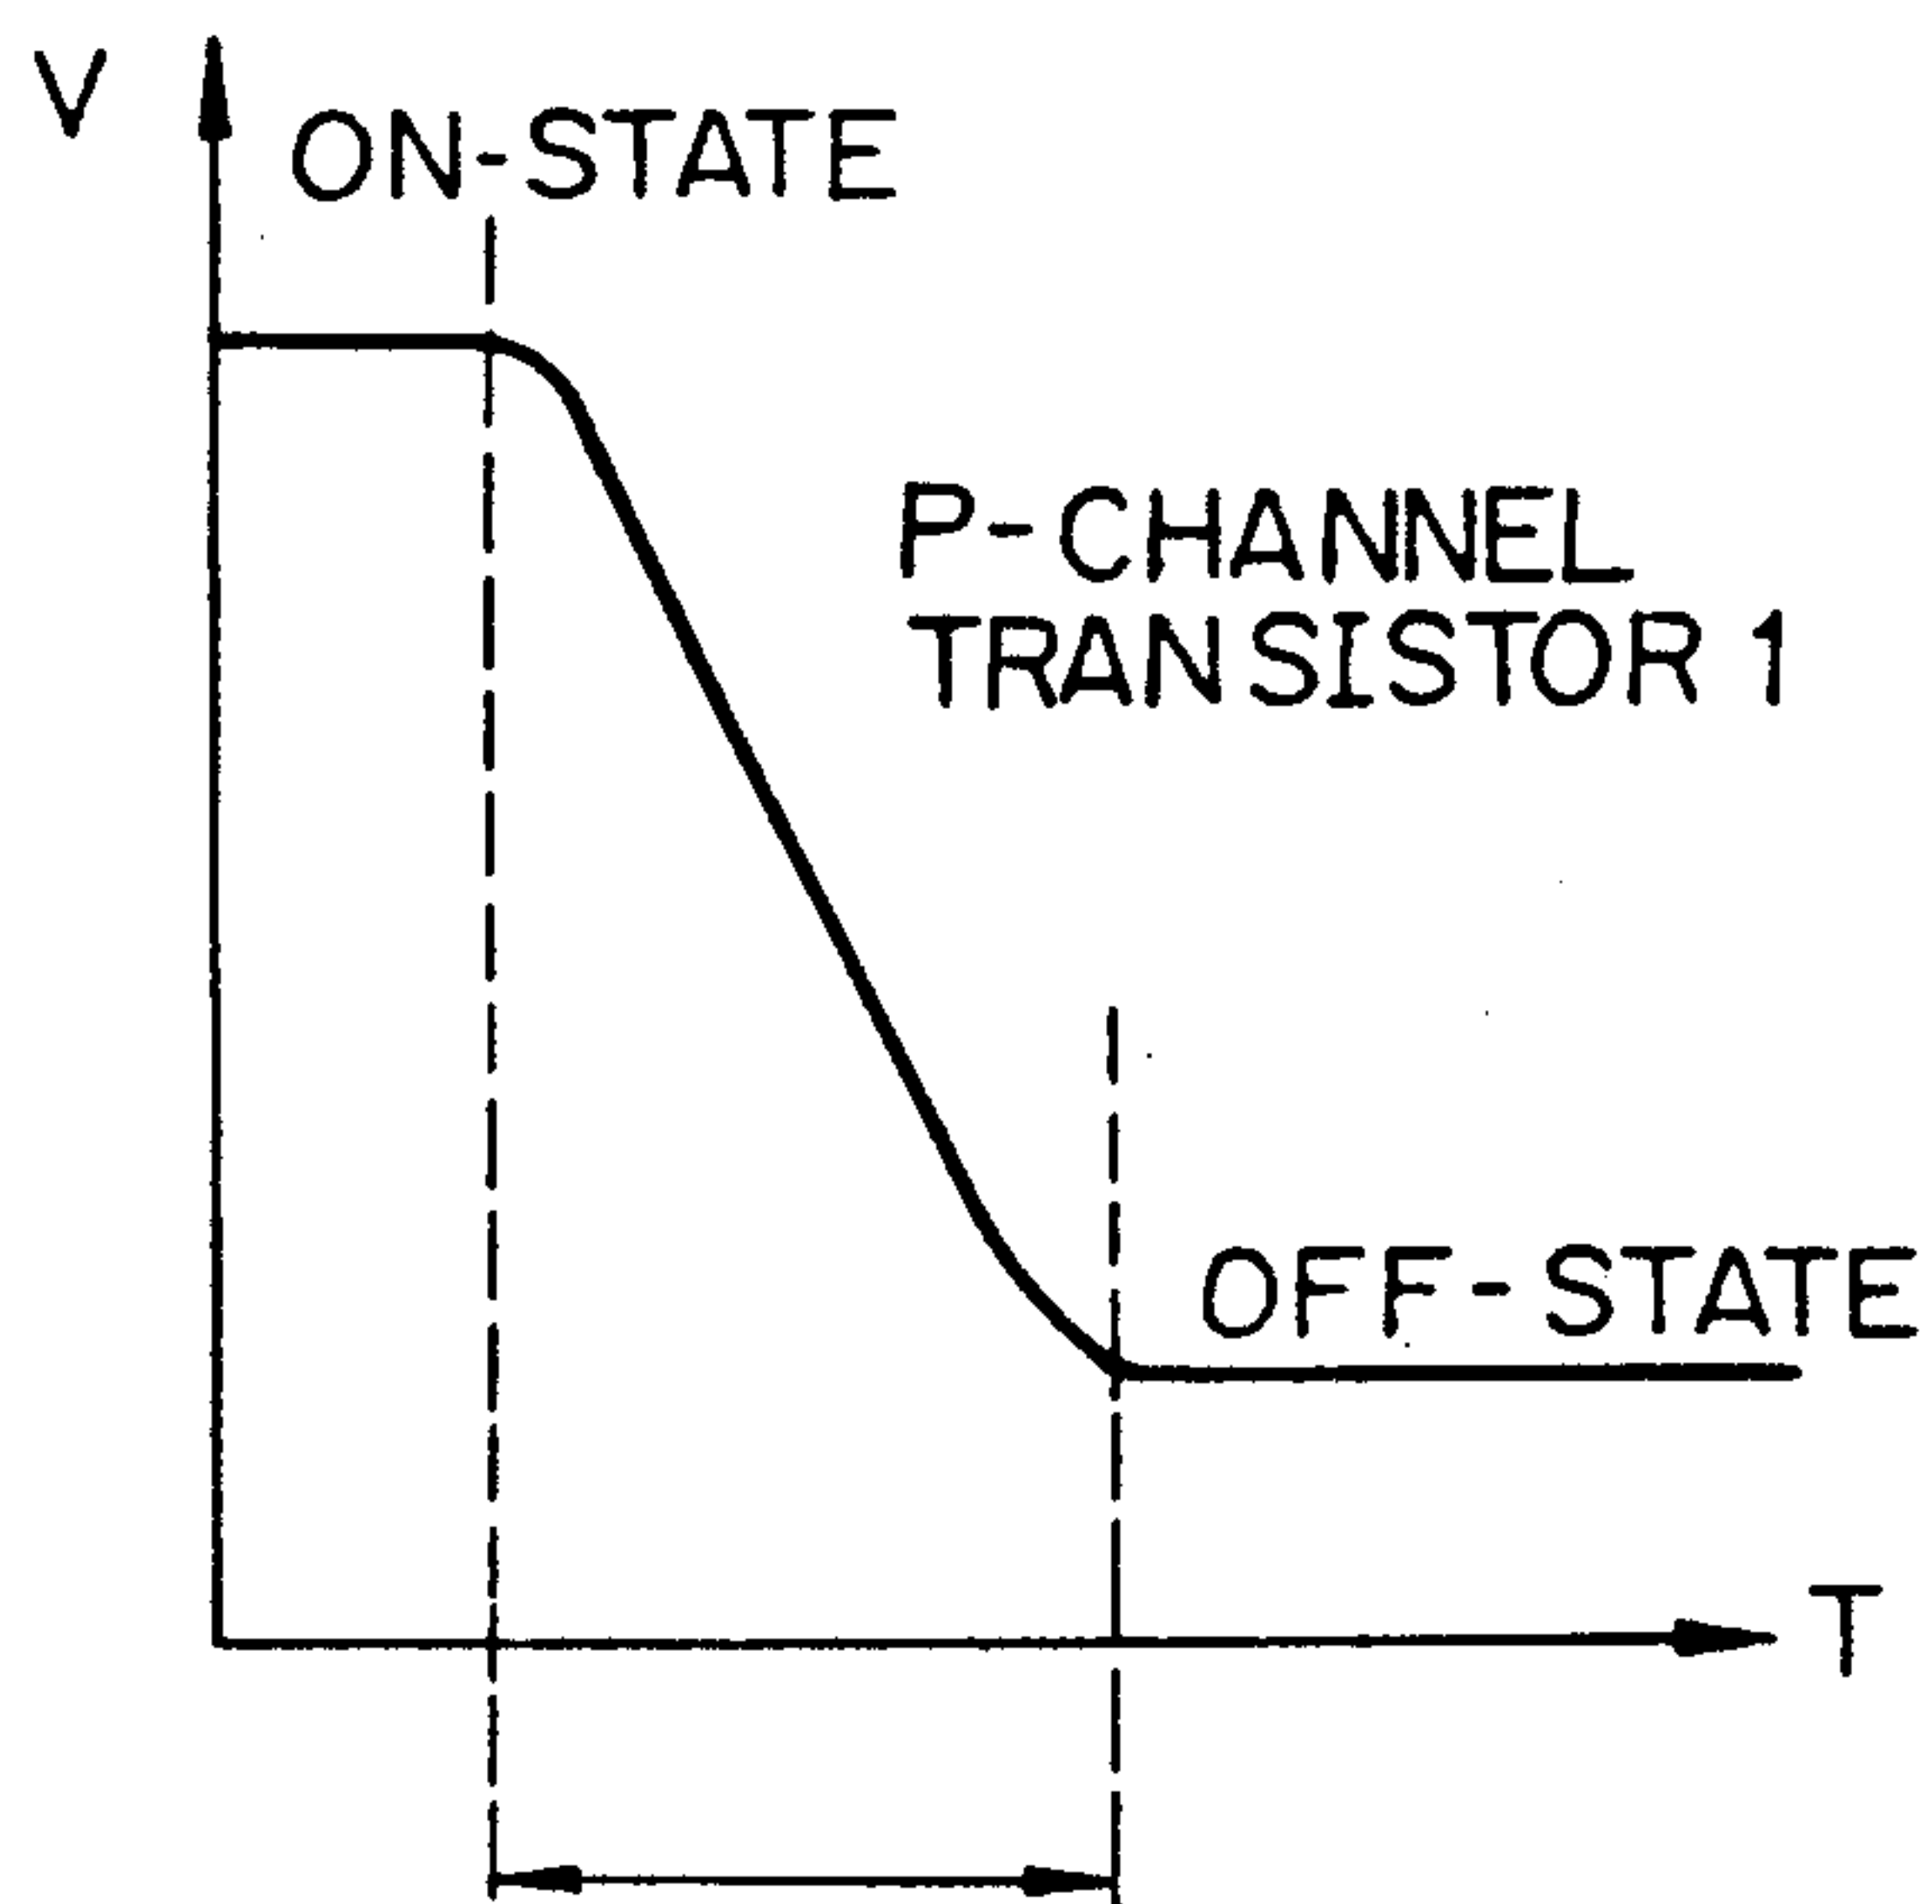 V
ON-STATE
P-CHANNEL
TRANSISTOR 1
OFF-STATE
T